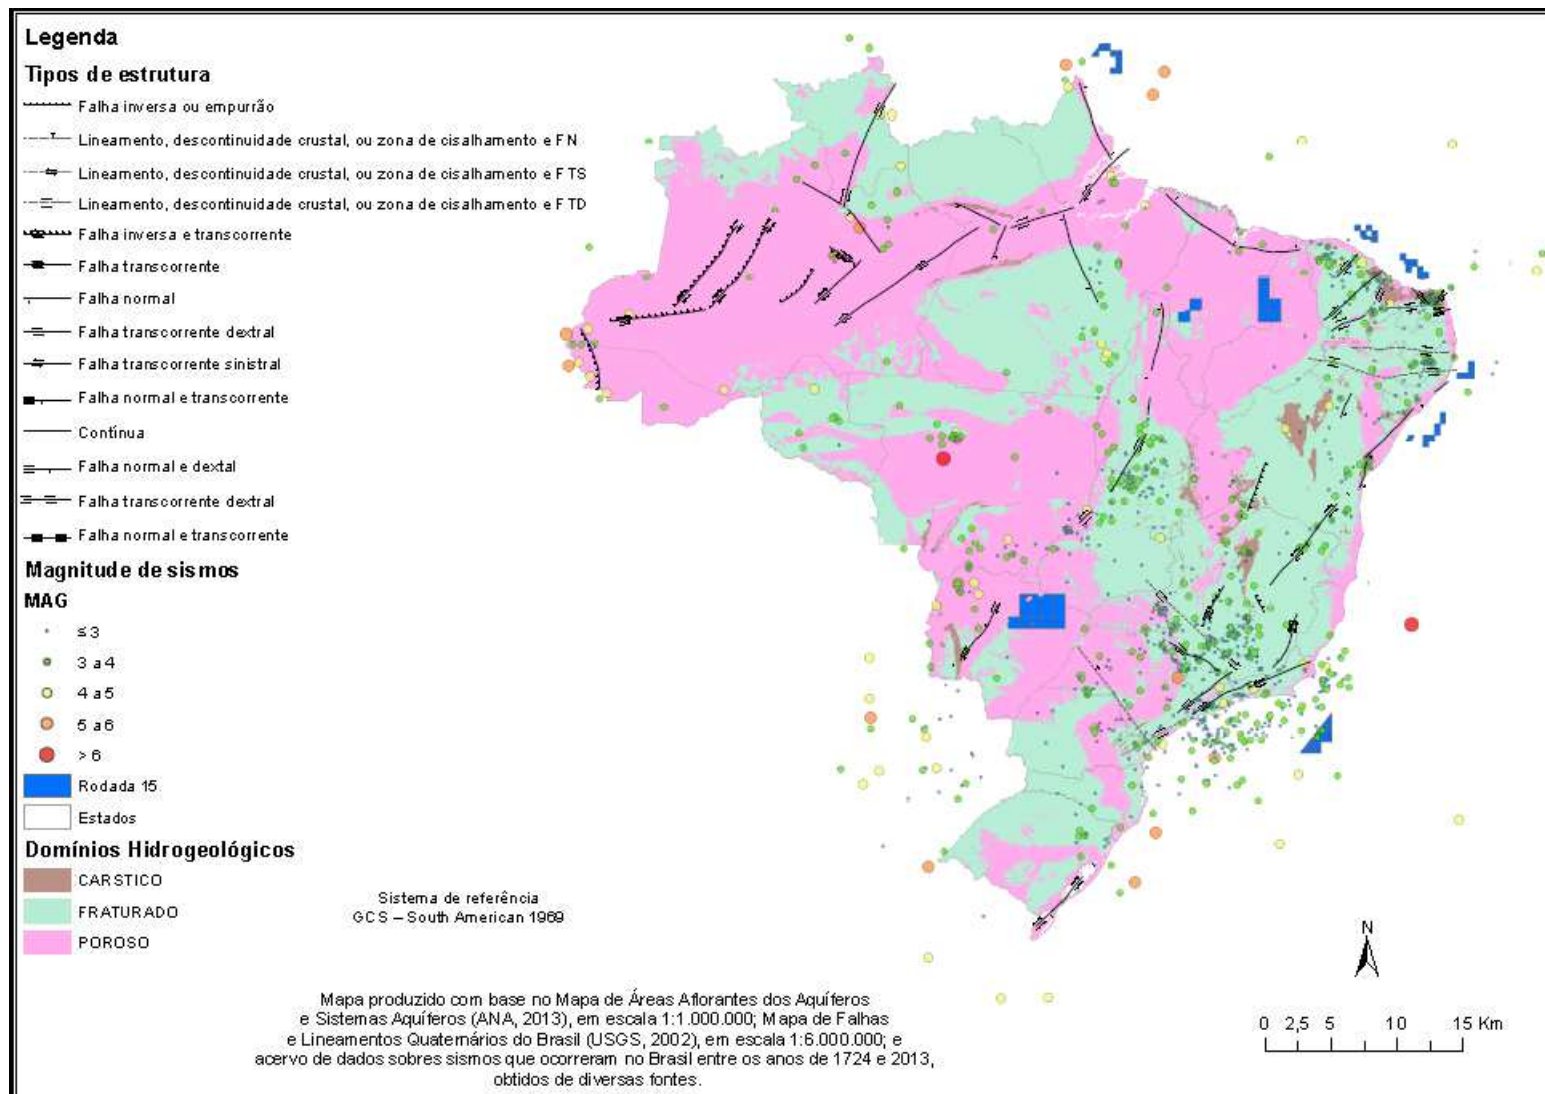 Legenda
Tipos de estrutura
Falha inversa ou empurrão
Lineamento, descontinuidade crustal, ou zona de cisalhamento e FN
Lineamento, descontinuidade crustal, ou zona de cisalhamento e FTS
Lineamento, descontinuidade crustal, ou zona de cisalhamento e FTD
Falha inversa e transcorrente
Falha transcorrente
Falha normal
Falha transcorrente dextral
Falha transcorrente sinistral
Falha normal e transcorrente
Contínua
Falha normal e dextal
Falha transcorrente dextral
Falha normal e transcorrente
Magnitude de sismos
MAG
≤ 3
3 a 4
4 a 5
5 a 6
> 6
Rodada 15
Estados
Domínios Hidrogeológicos
CARSTICO
FRATURADO
POROSO
Sistema de referência
GCS – South American 1969
N
0 2,5 5 10 15 Km
Mapa produzido com base no Mapa de Áreas Aflorantes dos Aquíferos
e Sistemas Aquíferos (ANA, 2013), em escala 1:1.000.000; Mapa de Falhas
e Lineamentos Quaternários do Brasil (USGS, 2002), em escala 1:6.000.000; e
acervo de dados sobre sismos que ocorreram no Brasil entre os anos de 1724 e 2013,
obtidos de diversas fontes.